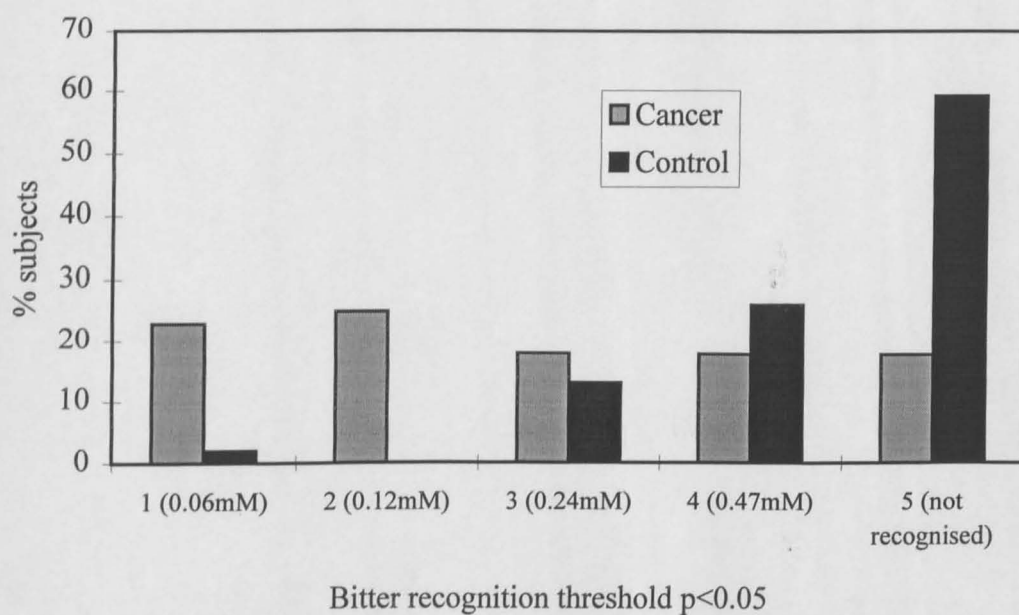 70
60
50
40
30
20
10
0
% subjects
Cancer
Control
1 (0.06mM) 2 (0.12mM) 3 (0.24mM) 4 (0.47mM) 5 (not
recognised)
Bitter recognition threshold p<0.05